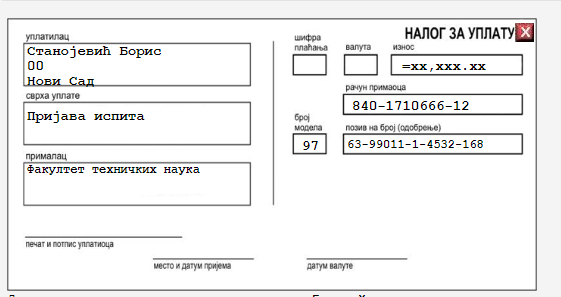 НАЛОГ ЗА УПЛАТУ
уплатилац
Станојевић Борис
00
Нови Сад
сврха уплате
Пријава испита
прималац
Факултет техничких наука
печат и потпис уплатиоца
место и датум пријема
шифра плаћања
валута
износ
=xx,xxx.xx
рачун примаоца
840-1710666-12
број модела
97
позив на број (одобрење)
63-99011-1-4532-168
датум валуте